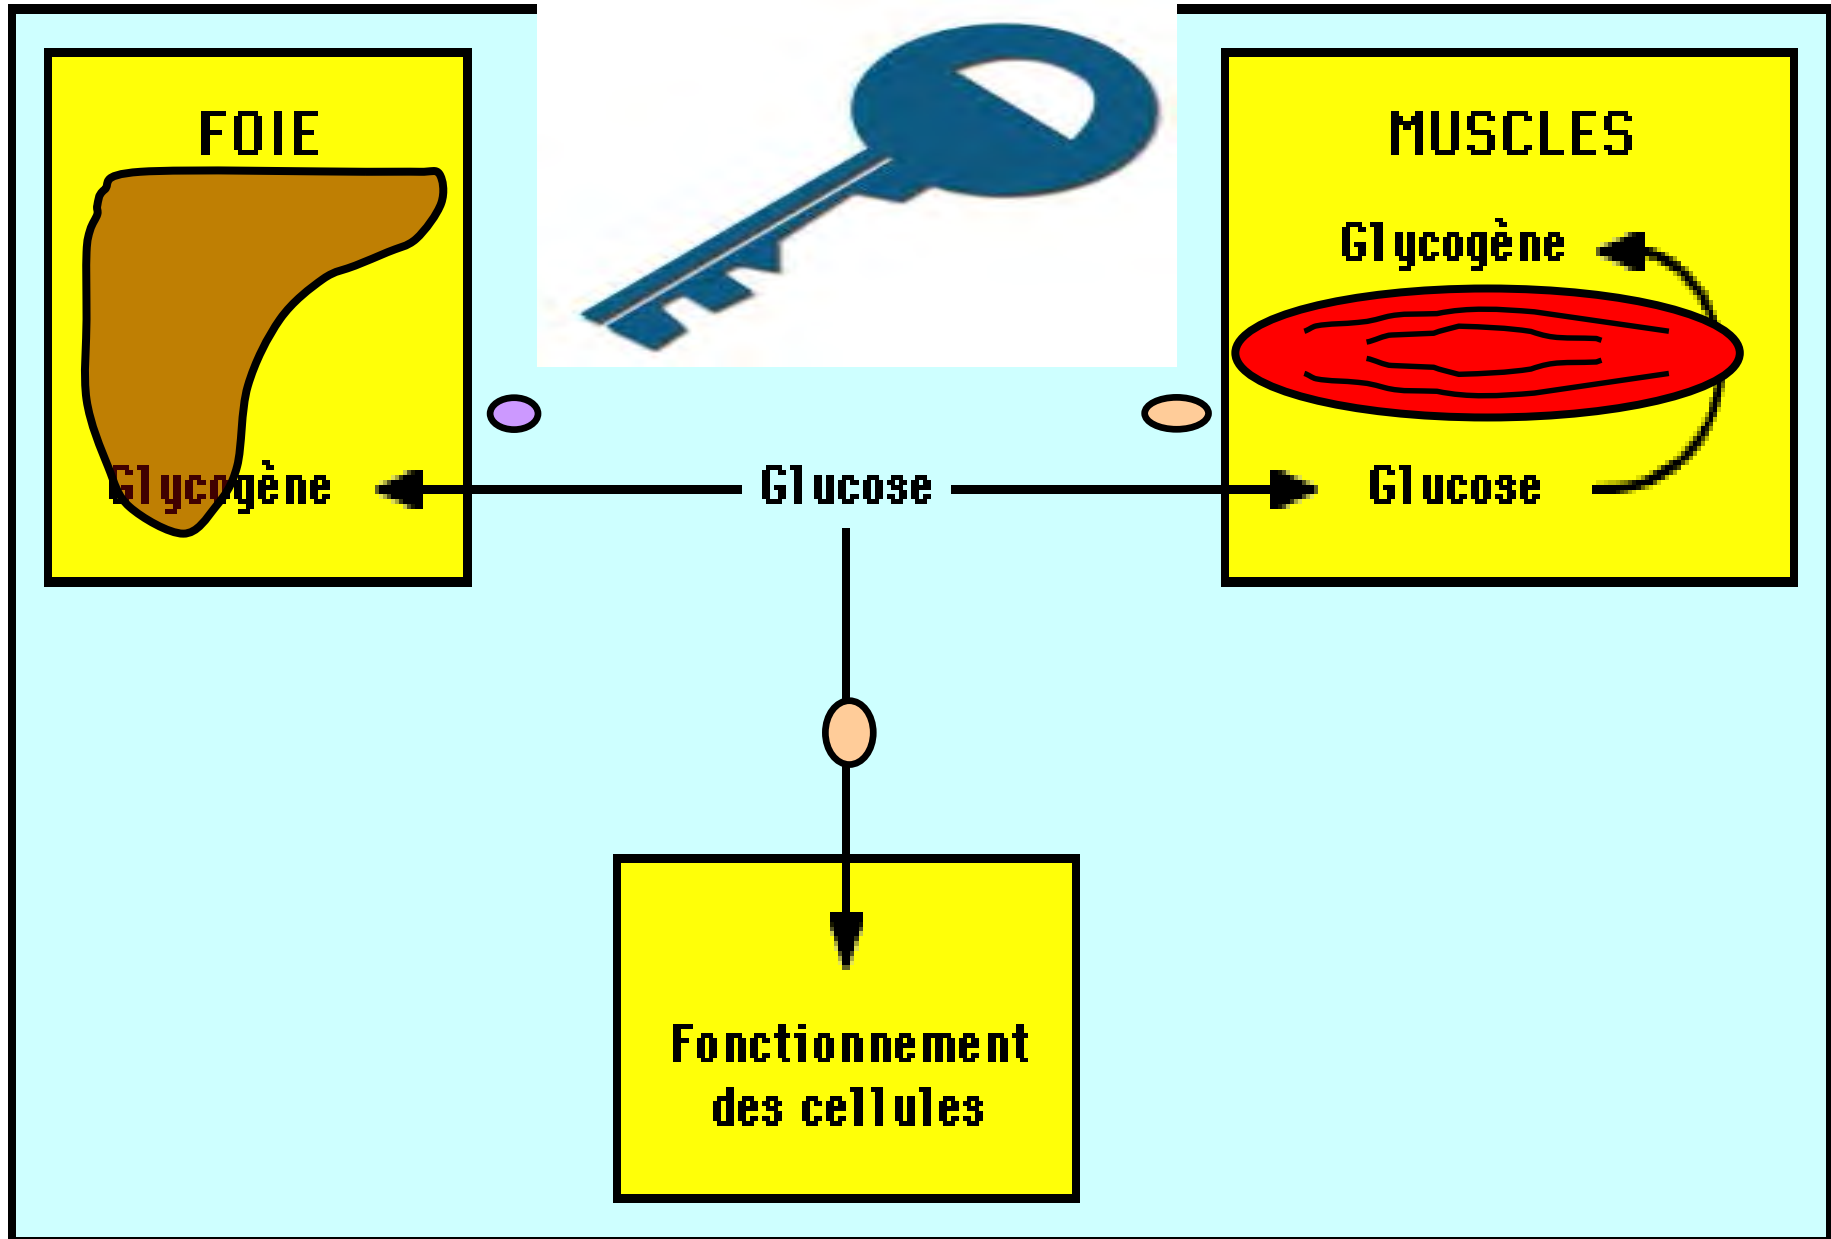 FOIE
MUSCLES
Glycogène
Glycogène
Glucose
Glucose
Fonctionnement
des cellules